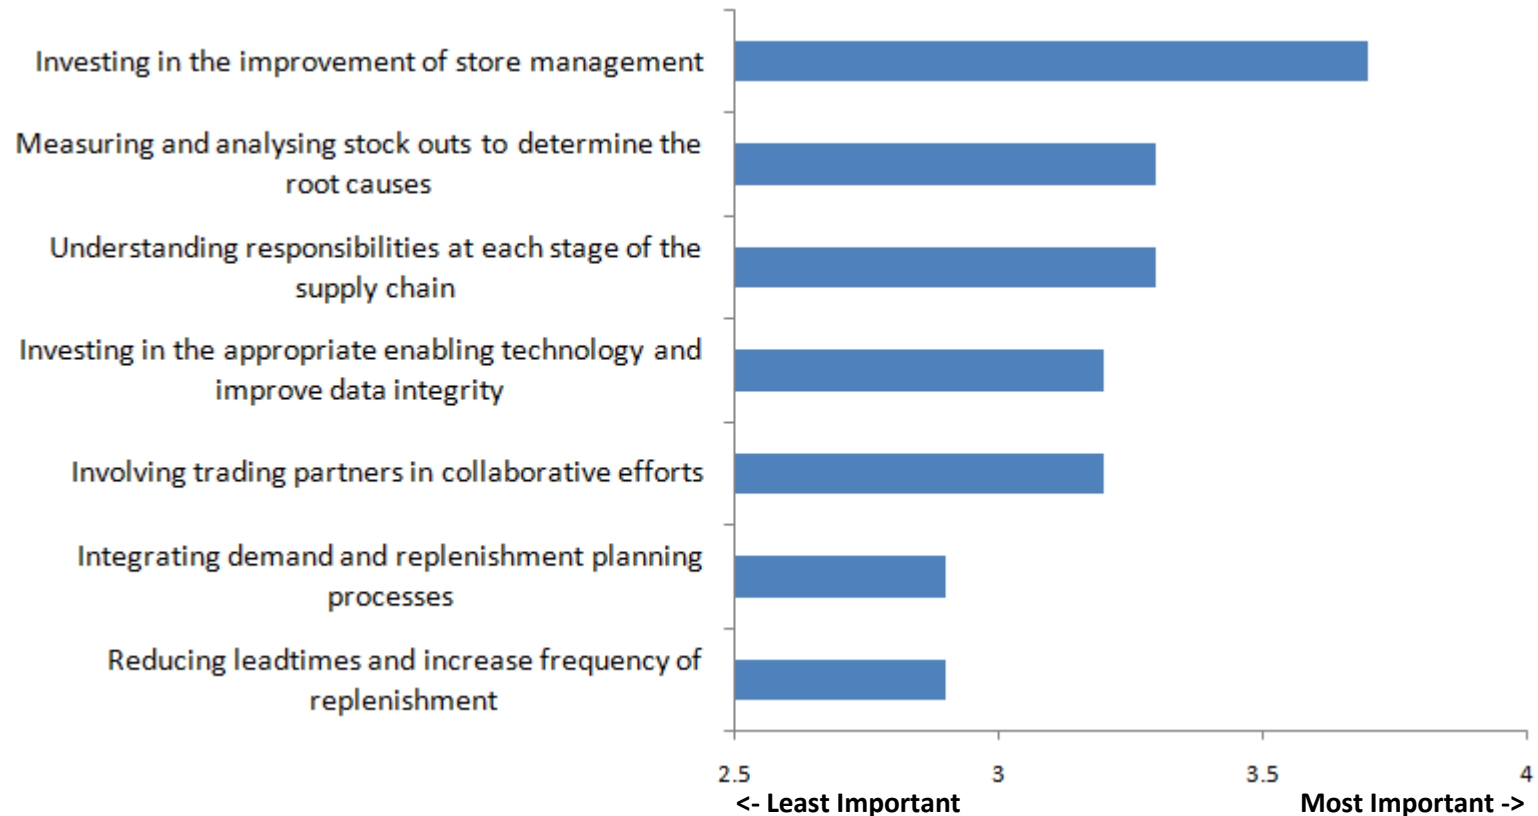 Investing in the improvement of store management
Measuring and analysing stock outs to determine the
root causes
Understanding responsibilities at each stage of the
supply chain
Investing in the appropriate enabling technology and
improve data integrity
Involving trading partners in collaborative efforts
Integrating demand and replenishment planning
processes
Reducing leadtimes and increase frequency of
replenishment
2.5 3 3.5 4
<- Least Important Most Important ->